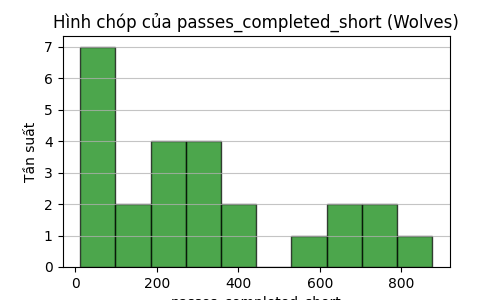 Hình chóp của passes_completed_short (Wolves)
Tần suất
7
6
5
4
3
2
1
0
0 200 400 600 800
passes_completed_short